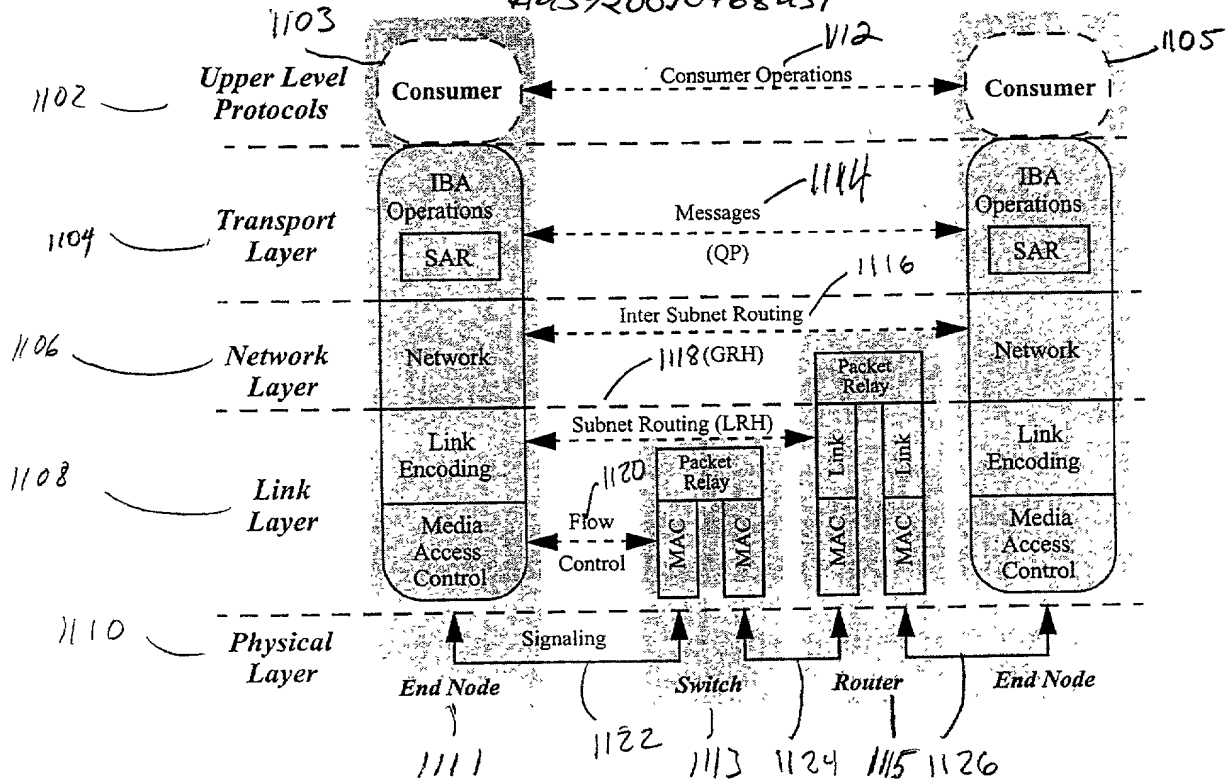 1103
1112
1105
Upper Level
Protocols
1102
Consumer
Consumer Operations
Consumer
IBA
Operations
SAR
1114
Messages
(QP)
IBA
Operations
SAR
1104
Transport
Layer
1116
Inter Subnet Routing
1106
Network
Layer
Network
1118 (GRH)
Packet
Relay
Network
Subnet Routing (LRH)
1108
Link
Layer
Link
Encoding
Packet
Relay
Link
Link
Link
Encoding
1120
Flow
Control
Media
Access
Control
MAC
MAC
MAC
MAC
Media
Access
Control
1110
Physical
Layer
Signaling
End Node
Switch
Router
End Node
1111
1122
1113
1124
1115
1126